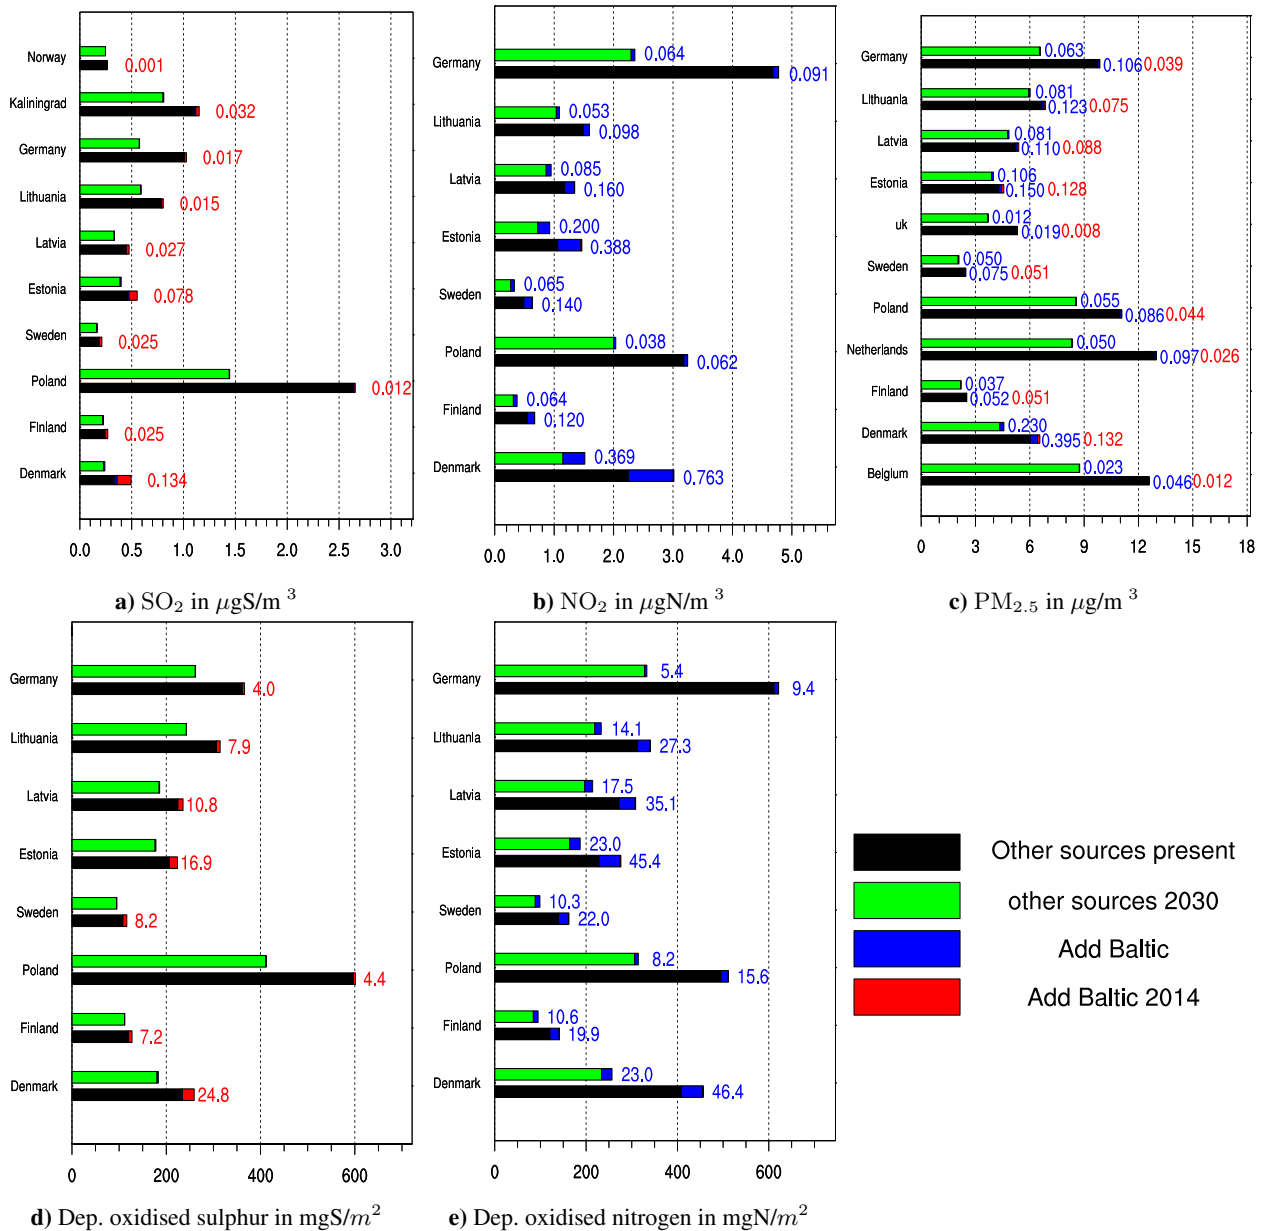 Norway
0.001
Kaliningrad
0.032
Germany
0.017
Lithuania
0.015
Latvia
0.027
Estonia
0.078
Sweden
0.025
Poland
0.012
Finland
0.025
Denmark
0.134
0.0 0.5 1.0 1.5 2.0 2.5 3.0
a) SO₂ in μgS/m ³
Germany
0.064
0.091
Lithuania
0.053
0.098
Latvia
0.085
0.160
Estonia
0.200
0.388
Sweden
0.065
0.140
Poland
0.038
0.062
Finland
0.064
0.120
Denmark
0.369
0.763
0.0 1.0 2.0 3.0 4.0 5.0
b) NO₂ in μgN/m ³
Germany
0.063
0.106 0.039
Lithuania
0.081
0.123 0.075
Latvia
0.081
0.110 0.088
Estonia
0.106
0.150 0.128
uk
0.012
0.019 0.008
Sweden
0.050
0.075 0.051
Poland
0.055
0.086 0.044
Netherlands
0.050
0.097 0.026
Finland
0.037
0.052 0.051
Denmark
0.230
0.395 0.132
Belgium
0.023
0.046 0.012
0 3 6 9 12 15 18
c) PM₂.₅ in μg/m ³
Germany
4.0
Lithuania
7.9
Latvia
10.8
Estonia
16.9
Sweden
8.2
Poland
4.4
Finland
7.2
Denmark
24.8
0 200 400 600
d) Dep. oxidised sulphur in mgS/m²
Germany
5.4
9.4
Lithuania
14.1
27.3
Latvia
17.5
35.1
Estonia
23.0
45.4
Sweden
10.3
22.0
Poland
8.2
15.6
Finland
10.6
19.9
Denmark
23.0
46.4
0 200 400 600
e) Dep. oxidised nitrogen in mgN/m²
Other sources present
other sources 2030
Add Baltic
Add Baltic 2014